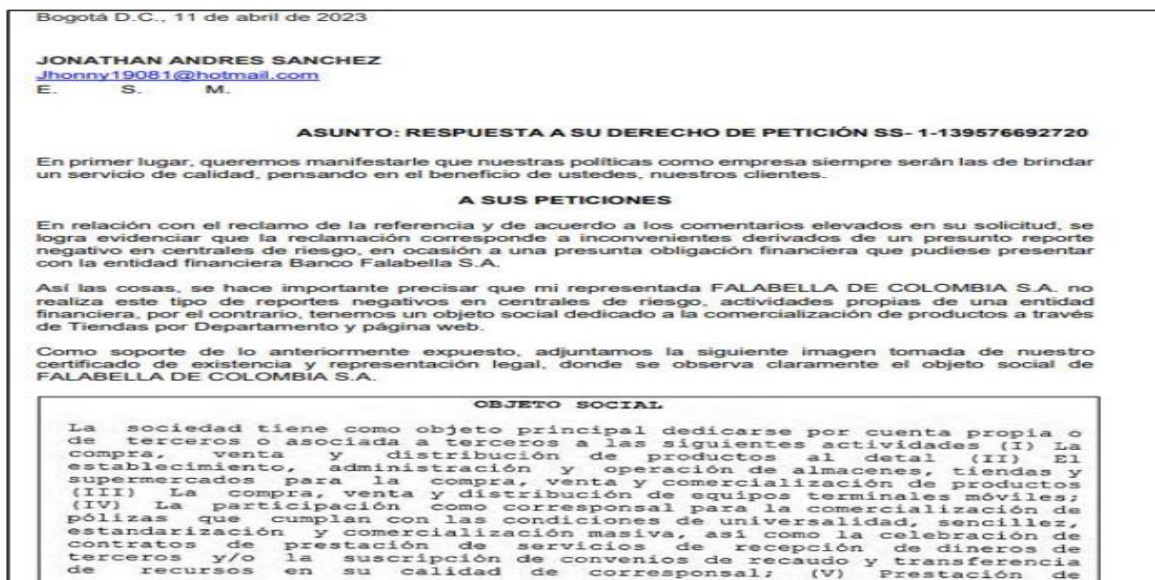 Bogotá D.C., 11 de abril de 2023
JONATHAN ANDRES SANCHEZ
Jhonny19081@hotmail.com
E. S. M.
ASUNTO: RESPUESTA A SU DERECHO DE PETICIÓN SS- 1-139576692720
En primer lugar, queremos manifestarle que nuestras políticas como empresa siempre serán las de brindar
un servicio de calidad, pensando en el beneficio de ustedes, nuestros clientes.
A SUS PETICIONES
En relación con el reclamo de la referencia y de acuerdo a los comentarios elevados en su solicitud, se
logra evidenciar que la reclamación corresponde a inconvenientes derivados de un presunto reporte
negativo en centrales de riesgo, en ocasión a una presunta obligación financiera que pudiese presentar
con la entidad financiera Banco Falabella S.A.
Así las cosas, se hace importante precisar que mi representada FALABELLA DE COLOMBIA S.A. no
realiza este tipo de reportes negativos en centrales de riesgo, actividades propias de una entidad
financiera, por el contrario, tenemos un objeto social dedicado a la comercialización de productos a través
de Tiendas por Departamento y página web.
Como soporte de lo anteriormente expuesto, adjuntamos la siguiente imagen tomada de nuestro
certificado de existencia y representación legal, donde se observa claramente el objeto social de
FALABELLA DE COLOMBIA S.A.
OBJETO SOCIAL
La sociedad tiene como objeto principal dedicarse por cuenta propia o
de terceros o asociada a terceros a las siguientes actividades (I) La
compra, venta y distribución de productos al detal (II) El
establecimiento, administración y operación de almacenes, tiendas y
supermercados para la compra, venta y comercialización de productos
(III) La compra, venta y distribución de equipos terminales móviles;
(IV) La participación como corresponsal para la comercialización de
pólizas que cumplan con las condiciones de universalidad, sencillez,
estandarización y comercialización masiva, así como la celebración de
contratos de prestación de servicios de recepción de dineros de
terceros y/o la suscripción de convenios de recaudo y transferencia
de recursos en su calidad de corresponsal; (V) Prestación de